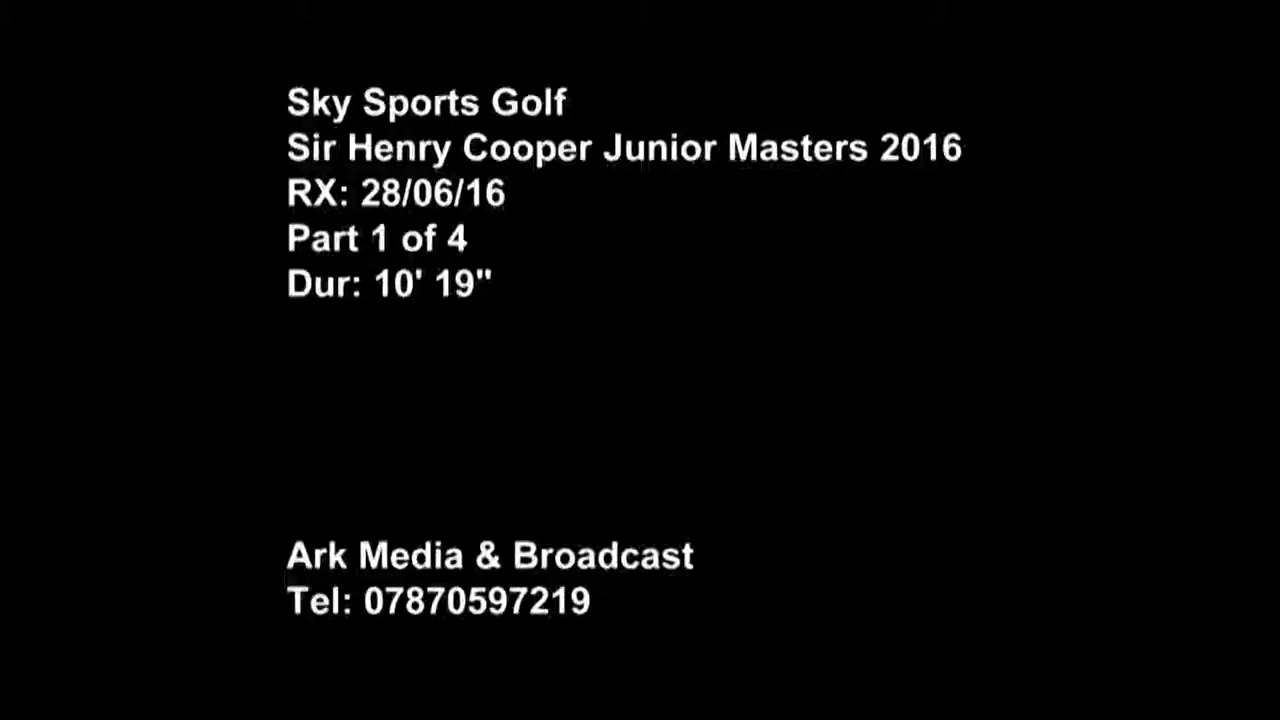 Sky Sports Golf
Sir Henry Cooper Junior Masters 2016
RX: 28/06/16
Part 1 of 4
Dur: 10' 19"
Ark Media & Broadcast
Tel: 07870597219